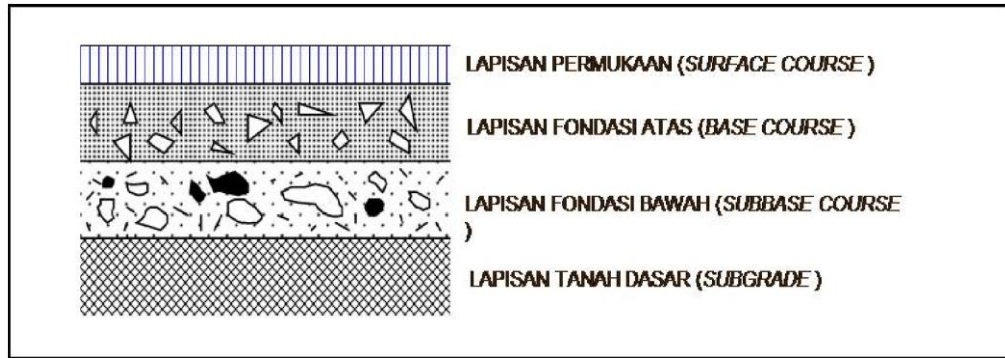 LAPISAN PERMUKAAN (SURFACE COURSE )
LAPISAN FONDASI ATAS (BASE COURSE )
LAPISAN FONDASI BAWAH (SUBBASE COURSE
)
LAPISAN TANAH DASAR (SUBGRADE )